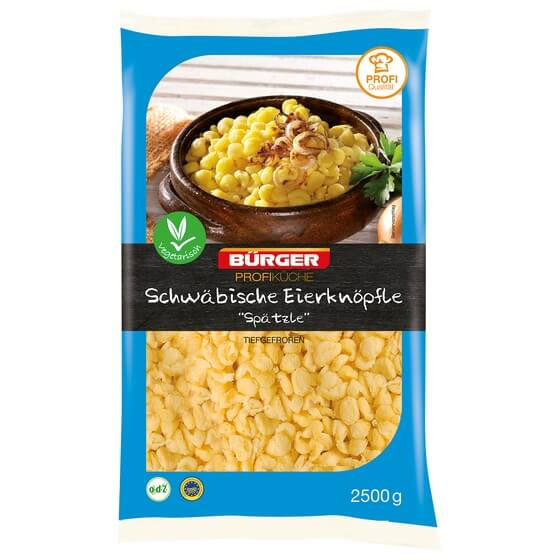 PROFI
Qualität
vegetarisch
BÜRGER
PROFIKÜCHE
Schwäbische Eierknöpfle
"Spätzle"
TIEFGEFROREN
o·d·Z
2500g